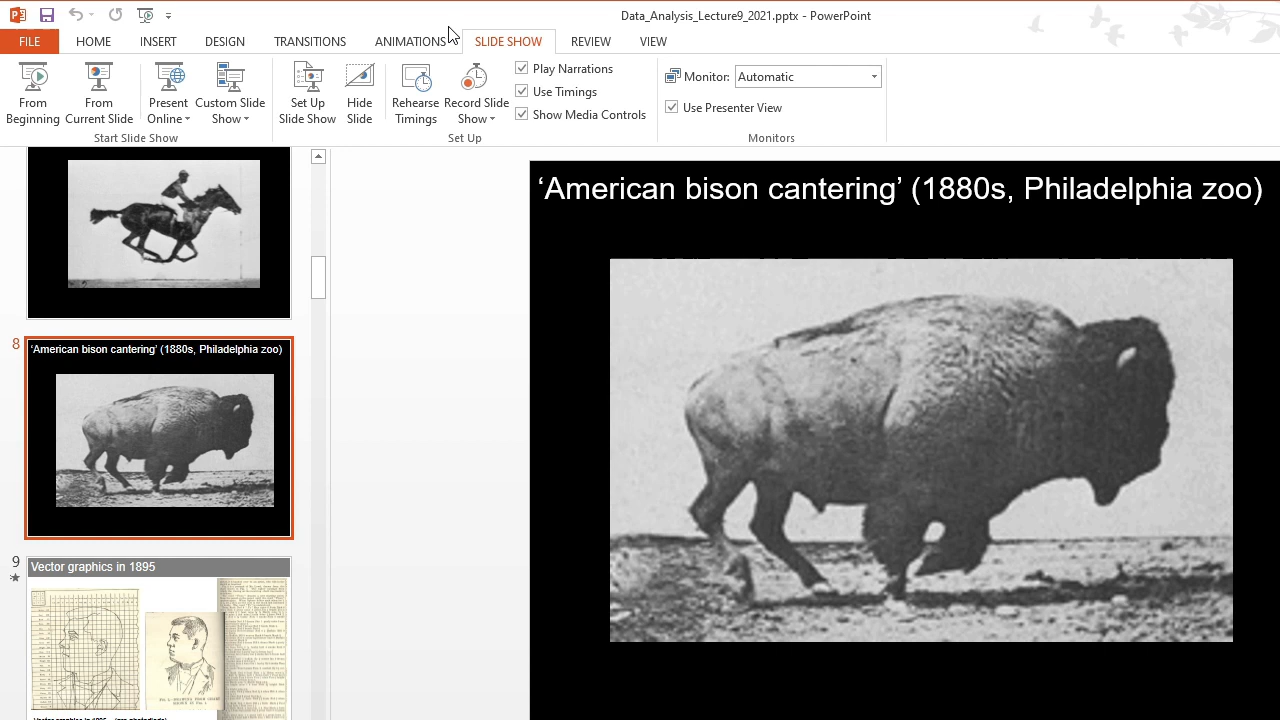 Data_Analysis_Lecture9_2021.pptx - PowerPoint
FILE HOME INSERT DESIGN TRANSITIONS ANIMATIONS SLIDE SHOW REVIEW VIEW
From Beginning
From Current Slide
Present Online
Custom Slide Show
Set Up Slide Show
Hide Slide
Rehearse Timings
Record Slide Show
Play Narrations
Use Timings
Show Media Controls
Monitor: Automatic
Use Presenter View
Start Slide Show
Set Up
Monitors
8
‘American bison cantering’ (1880s, Philadelphia zoo)
9
Vector graphics in 1895
‘American bison cantering’ (1880s, Philadelphia zoo)